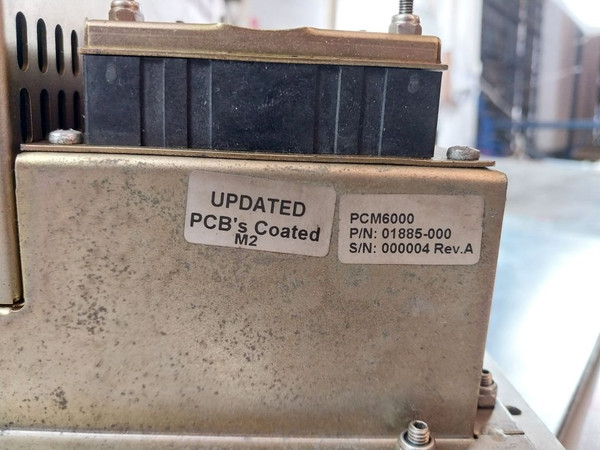 UPDATED
PCB's Coated
M2
PCM6000
P/N: 01885-000
S/N: 000004 Rev.A